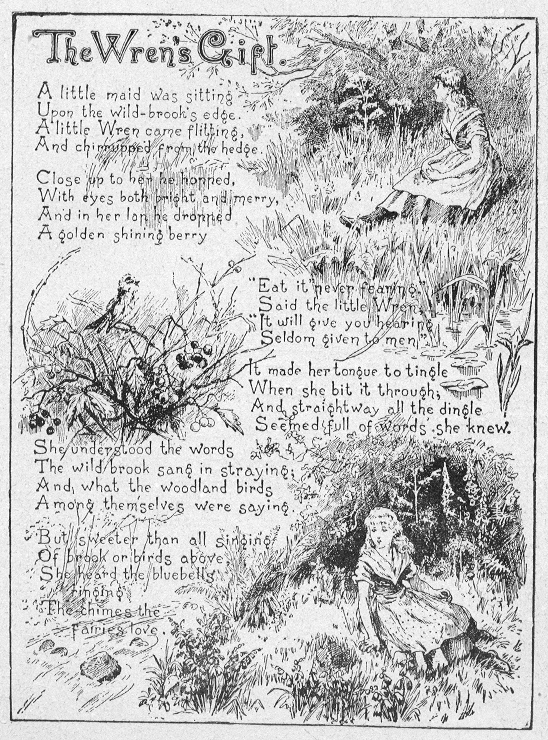 The Wren's Gift.
A little maid was sitting
Upon the wild-brook's edge.
A little Wren came flitting,
And chirrupped from the hedge.
Close up to her he hopped,
With eyes both bright and merry,
And in her lap he dropped
A golden shining berry
"Eat it never fearing,"
Said the little Wren,
"It will give you hearing
Seldom given to men."
It made her tongue to tingle
When she bit it through;
And straightway all the dingle
Seemed full of words she knew.
She understood the words
The wild brook sang in straying;
And what the woodland birds
Among themselves were saying.
But sweeter than all singing
Of brook or birds above,
She heard the bluebells
ringing
The chimes the
fairies love.